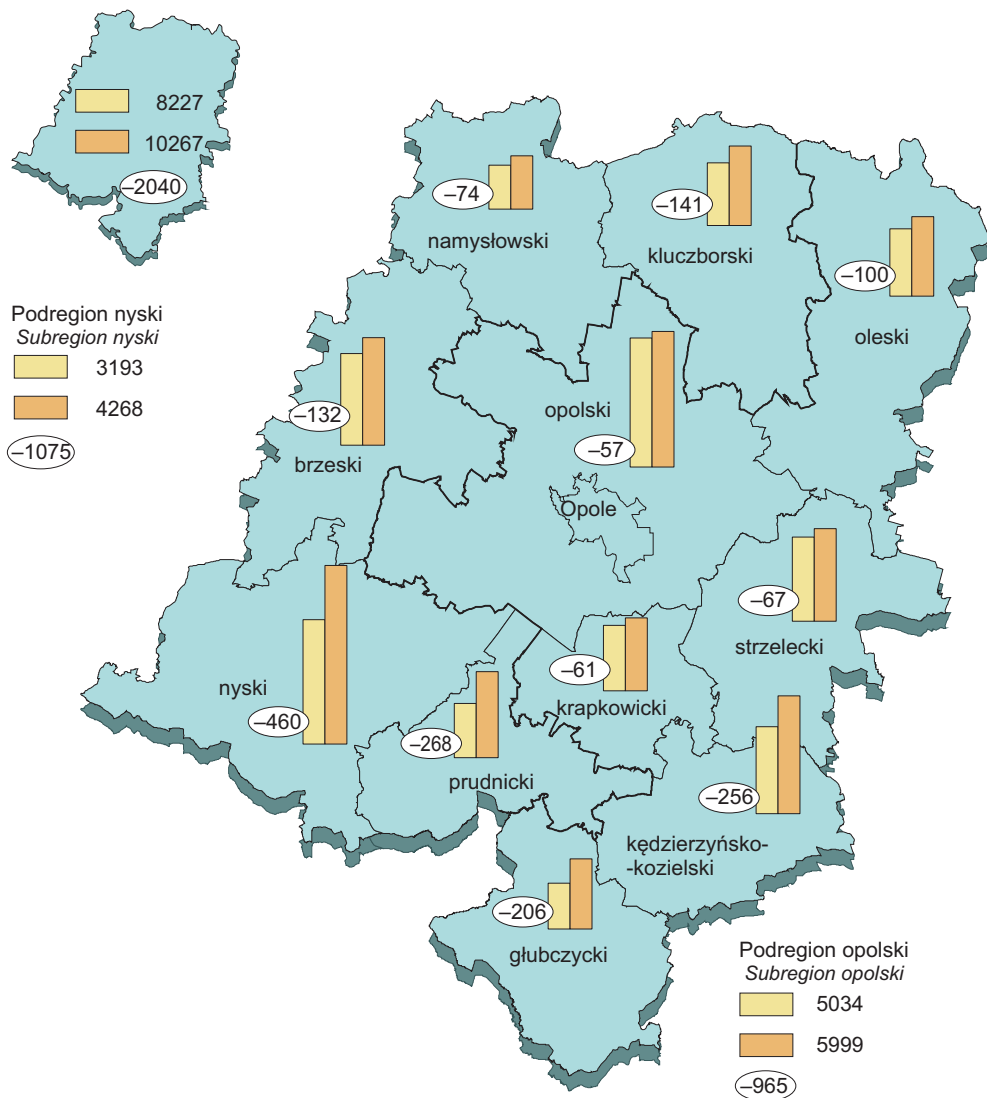 8227
10267
–2040
–74
namysłowski
–141
kluczborski
–100
oleski
Podregion nyski
Subregion nyski
3193
4268
–1075
–132
brzeski
opolski
–57
Opole
–67
strzelecki
nyski
–460
–61
krapkowicki
–268
prudnicki
–256
kędzierzyńsko-
-kozielski
–206
głubczycki
Podregion opolski
Subregion opolski
5034
5999
–965